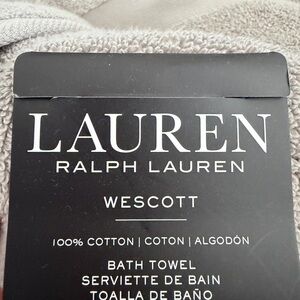 LAUREN
RALPH LAUREN
WESCOTT
100% COTTON | COTON | ALGODÓN
BATH TOWEL
SERVIETTE DE BAIN
TOALLA DE BAÑO